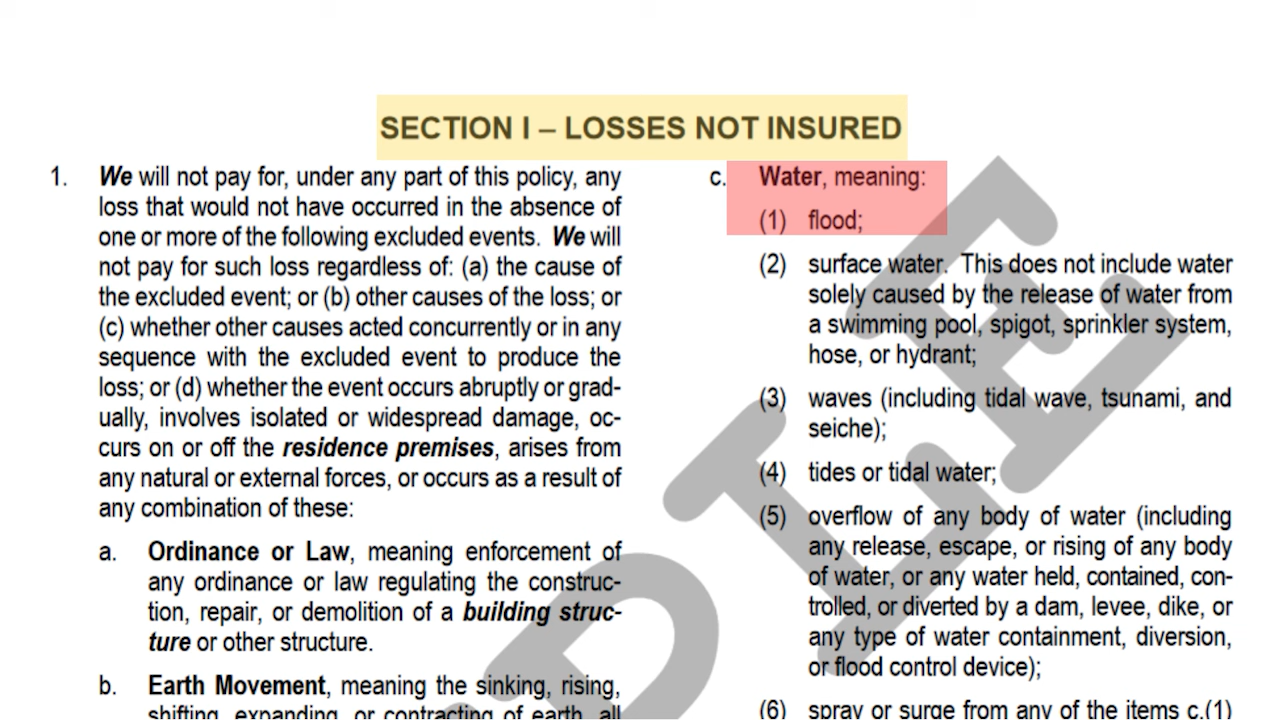 SECTION I – LOSSES NOT INSURED
1. We will not pay for, under any part of this policy, any
loss that would not have occurred in the absence of
one or more of the following excluded events. We will
not pay for such loss regardless of: (a) the cause of
the excluded event; or (b) other causes of the loss; or
(c) whether other causes acted concurrently or in any
sequence with the excluded event to produce the
loss; or (d) whether the event occurs abruptly or grad-
ually, involves isolated or widespread damage, oc-
curs on or off the residence premises, arises from
any natural or external forces, or occurs as a result of
any combination of these:
a. Ordinance or Law, meaning enforcement of
any ordinance or law regulating the construc-
tion, repair, or demolition of a building struc-
ture or other structure.
b. Earth Movement, meaning the sinking, rising,
shifting, expanding, or contracting of earth, all
c. Water, meaning:
(1) flood;
(2) surface water. This does not include water
solely caused by the release of water from
a swimming pool, spigot, sprinkler system,
hose, or hydrant;
(3) waves (including tidal wave, tsunami, and
seiche);
(4) tides or tidal water;
(5) overflow of any body of water (including
any release, escape, or rising of any body
of water, or any water held, contained, con-
trolled, or diverted by a dam, levee, dike, or
any type of water containment, diversion,
or flood control device);
(6) spray or surge from any of the items c.(1)
PLE